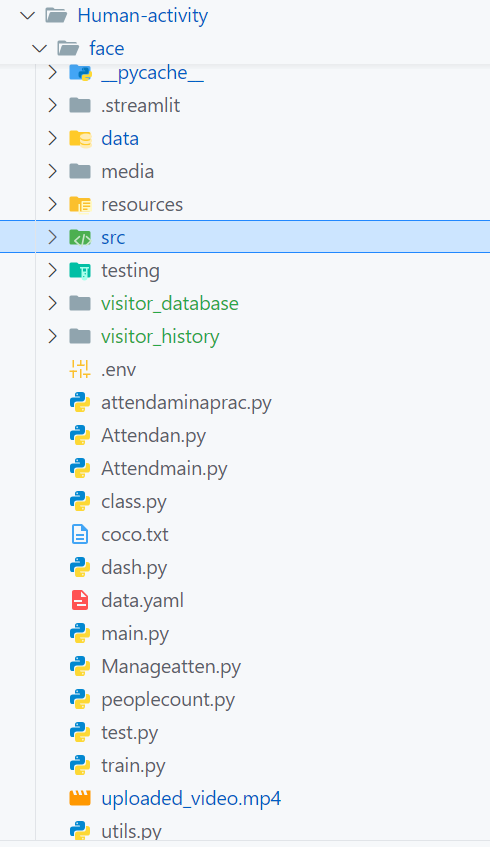 Human-activity
face
__pycache__
.streamlit
data
media
resources
src
testing
visitor_database
visitor_history
.env
attendaminaprac.py
Attendan.py
Attendmain.py
class.py
coco.txt
dash.py
data.yaml
main.py
Manageatten.py
peoplecount.py
test.py
train.py
uploaded_video.mp4
utils.py